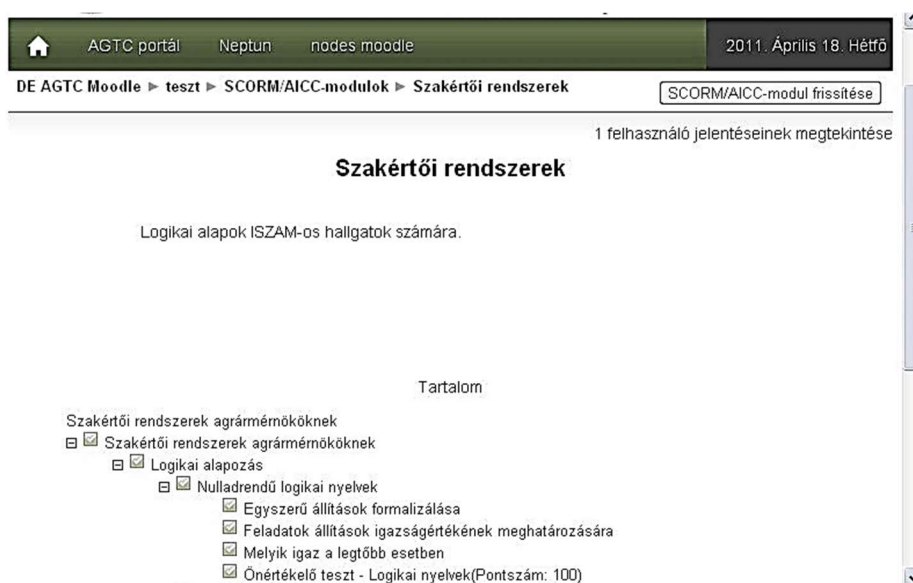 AGTC portál Neptun nodes moodle 2011. Április 18. Hétfő
DE AGTC Moodle ► teszt ► SCORM/AICC-modulok ► Szakértői rendszerek SCORM/AICC-modul frissítése
1 felhasználó jelentéseinek megtekintése
Szakértői rendszerek
Logikai alapok ISZAM-os hallgatok számára.
Tartalom
Szakértői rendszerek agrármérnököknek
Szakértői rendszerek agrármérnököknek
Logikai alapozás
Nulladrendű logikai nyelvek
Egyszerű állítások formalizálása
Feladatok állítások igazságértékének meghatározására
Melyik igaz a legtöbb esetben
Önértékelő teszt - Logikai nyelvek(Pontszám: 100)